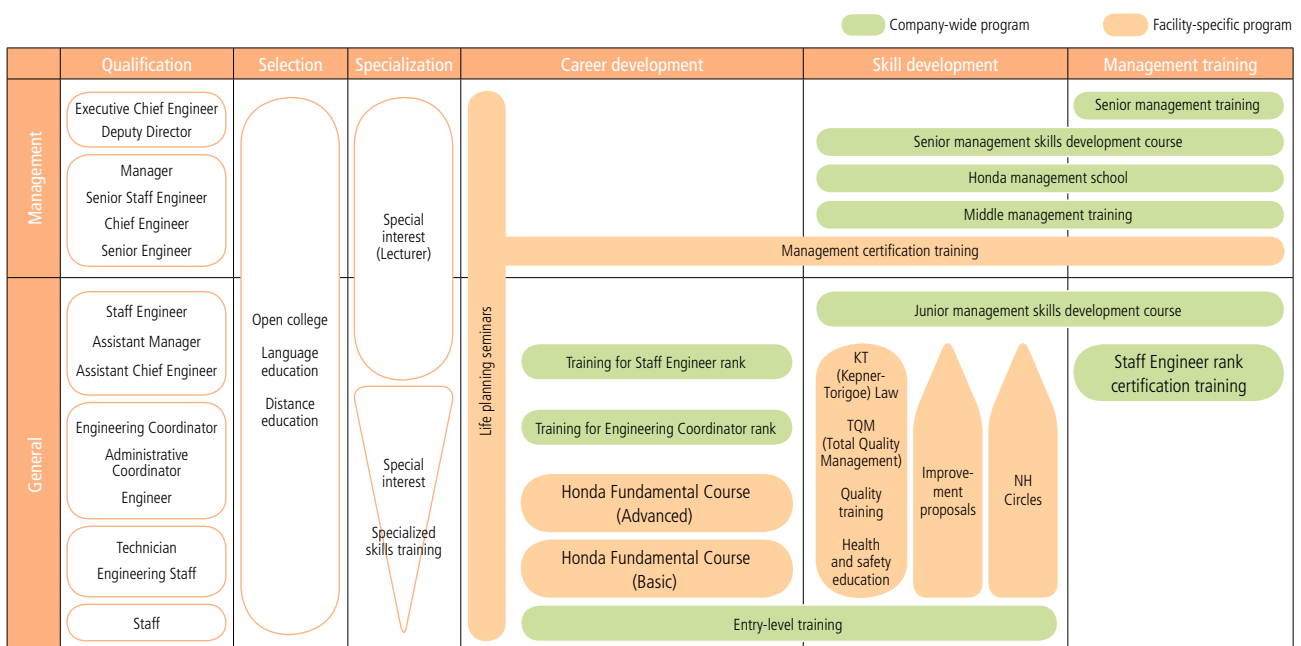 Company-wide program
Facility-specific program
Qualification
Selection
Specialization
Career development
Skill development
Management training
Management
Executive Chief Engineer
Deputy Director
Manager
Senior Staff Engineer
Chief Engineer
Senior Engineer
General
Staff Engineer
Assistant Manager
Assistant Chief Engineer
Engineering Coordinator
Administrative
Coordinator
Engineer
Technician
Engineering Staff
Staff
Open college
Language
education
Distance
education
Special
interest
(Lecturer)
Special
interest
Specialized
skills training
Life planning seminars
Senior management training
Senior management skills development course
Honda management school
Middle management training
Management certification training
Junior management skills development course
Training for Staff Engineer rank
Training for Engineering Coordinator rank
Honda Fundamental Course
(Advanced)
Honda Fundamental Course
(Basic)
Entry-level training
KT
(Kepner-
Torigoe) Law
TQM
(Total Quality
Management)
Quality
training
Health
and safety
education
Improve-
ment
proposals
NH
Circles
Staff Engineer rank
certification training